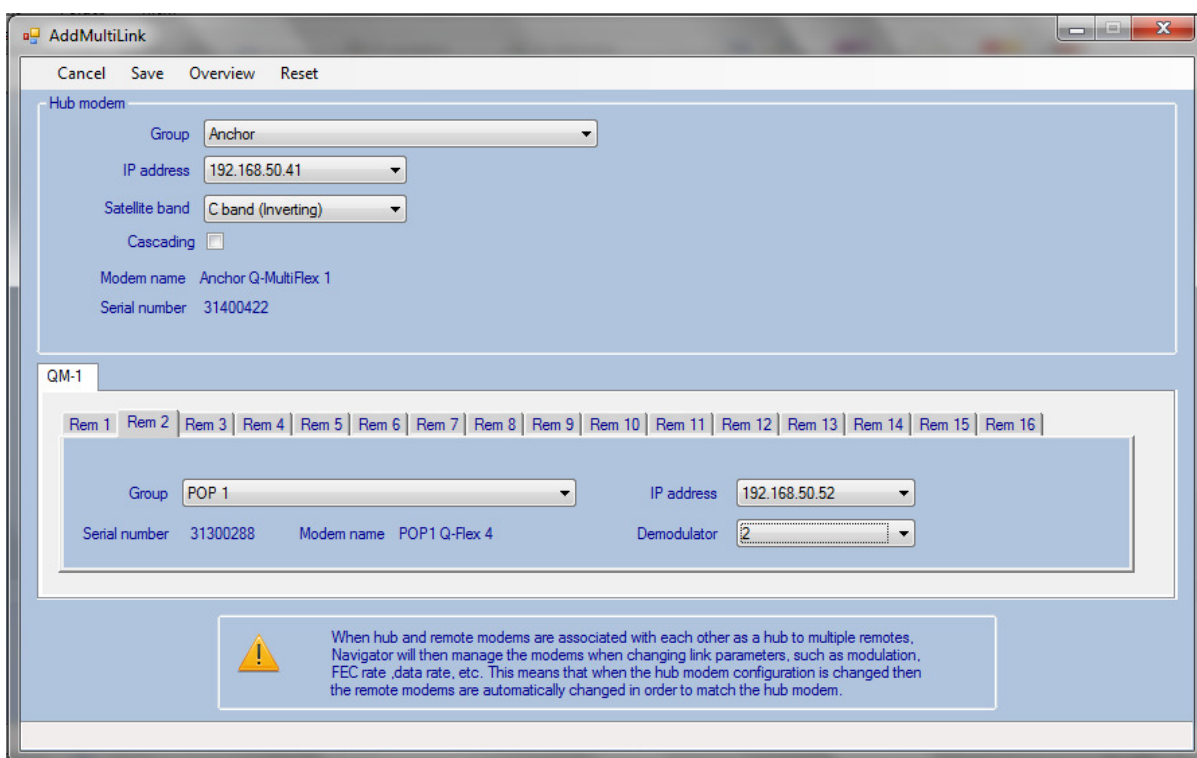 AddMultiLink
Cancel Save Overview Reset
Hub modem
Group Anchor
IP address 192.168.50.41
Satellite band C band (Inverting)
Cascading
Modem name Anchor Q-MultiFlex 1
Serial number 31400422
QM-1
Rem 1 Rem 2 Rem 3 Rem 4 Rem 5 Rem 6 Rem 7 Rem 8 Rem 9 Rem 10 Rem 11 Rem 12 Rem 13 Rem 14 Rem 15 Rem 16
Group POP 1 IP address 192.168.50.52
Serial number 31300288 Modem name POP1 Q-Flex 4 Demodulator 2
When hub and remote modems are associated with each other as a hub to multiple remotes,
Navigator will then manage the modems when changing link parameters, such as modulation,
FEC rate ,data rate, etc. This means that when the hub modem configuration is changed then
the remote modems are automatically changed in order to match the hub modem.